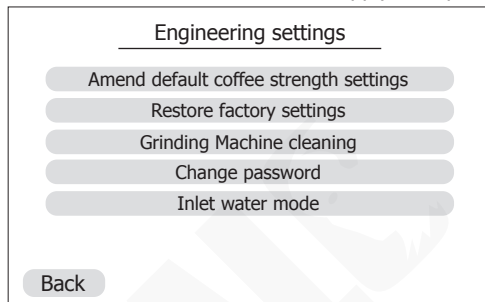 Engineering settings
Amend default coffee strength settings
Restore factory settings
Grinding Machine cleaning
Change password
Inlet water mode
Back